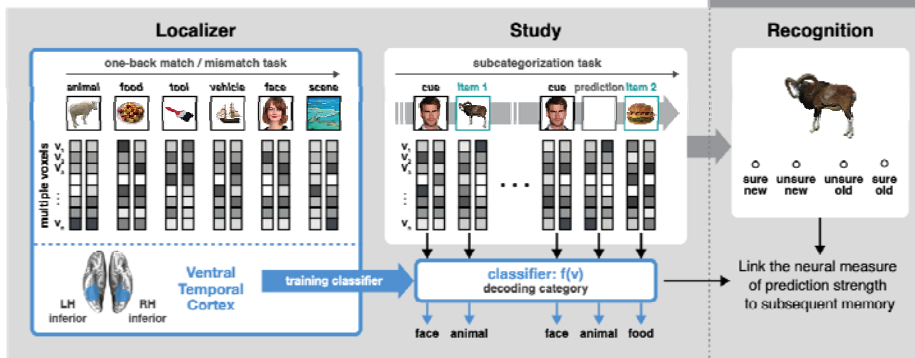 Localizer
Study
Recognition
one-back match / mismatch task
animal food tool vehicle face scene
multiple voxels
V1
V2
V3
⋮
Vn
LH
inferior
RH
inferior
Ventral
Temporal
Cortex
training classifier
subcategorization task
cue item 1 cue prediction item 2
V1
V2
V3
...
⋮
Vn
classifier: f(v)
decoding category
face animal face animal food
sure
new
unsure
new
unsure
old
sure
old
Link the neural measure
of prediction strength
to subsequent memory